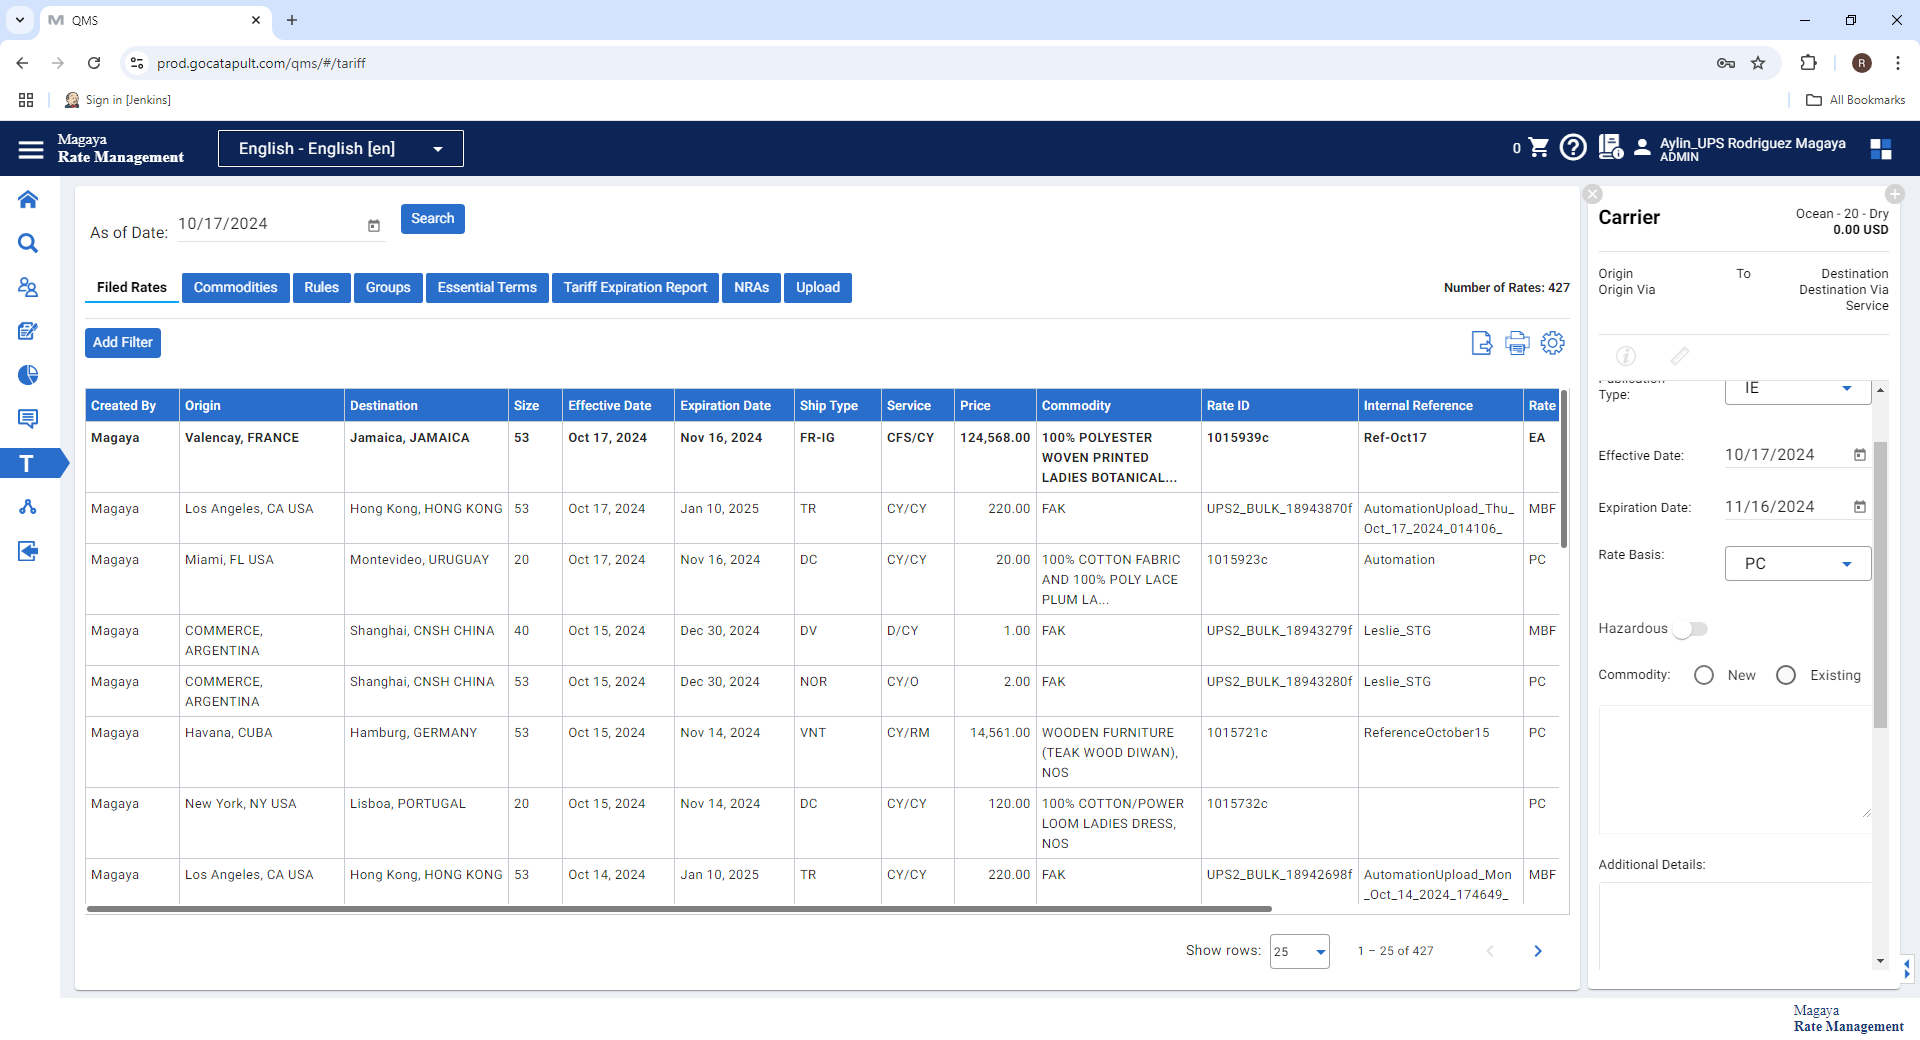 QMS
prod.gocatapult.com/qms/#/tariff
R
Sign in [Jenkins]
All Bookmarks
Magaya
Rate Management
English - English [en]
0
Aylin_UPS Rodriguez Magaya
ADMIN
As of Date: 10/17/2024
Search
Filed Rates Commodities Rules Groups Essential Terms Tariff Expiration Report NRAs Upload
Number of Rates: 427
Add Filter
Created By Origin Destination Size Effective Date Expiration Date Ship Type Service Price Commodity Rate ID Internal Reference Rate
Magaya Valencay, FRANCE Jamaica, JAMAICA 53 Oct 17, 2024 Nov 16, 2024 FR-IG CFS/CY 124,568.00 100% POLYESTER 1015939c Ref-Oct17 EA
WOVEN PRINTED
LADIES BOTANICAL...
Magaya Los Angeles, CA USA Hong Kong, HONG KONG 53 Oct 17, 2024 Jan 10, 2025 TR CY/CY 220.00 FAK UPS2_BULK_18943870f AutomationUpload_Thu_ MBF
Oct_17_2024_014106_
Magaya Miami, FL USA Montevideo, URUGUAY 20 Oct 17, 2024 Nov 16, 2024 DC CY/CY 20.00 100% COTTON FABRIC 1015923c Automation PC
AND 100% POLY LACE
PLUM LA...
Magaya COMMERCE, Shanghai, CNSH CHINA 40 Oct 15, 2024 Dec 30, 2024 DV D/CY 1.00 FAK UPS2_BULK_18943279f Leslie_STG MBF
ARGENTINA
Magaya COMMERCE, Shanghai, CNSH CHINA 53 Oct 15, 2024 Dec 30, 2024 NOR CY/O 2.00 FAK UPS2_BULK_18943280f Leslie_STG PC
ARGENTINA
Magaya Havana, CUBA Hamburg, GERMANY 53 Oct 15, 2024 Nov 14, 2024 VNT CY/RM 14,561.00 WOODEN FURNITURE 1015721c ReferenceOctober15 PC
(TEAK WOOD DIWAN),
NOS
Magaya New York, NY USA Lisboa, PORTUGAL 20 Oct 15, 2024 Nov 14, 2024 DC CY/CY 120.00 100% COTTON/POWER 1015732c PC
LOOM LADIES DRESS,
NOS
Magaya Los Angeles, CA USA Hong Kong, HONG KONG 53 Oct 14, 2024 Jan 10, 2025 TR CY/CY 220.00 FAK UPS2_BULK_18942698f AutomationUpload_Mon MBF
_Oct_14_2024_174649_
Show rows: 25 1 – 25 of 427
Carrier
Ocean - 20 - Dry
0.00 USD
Origin To Destination
Origin Via Destination Via
Service
Publication
Type: IE
Effective Date: 10/17/2024
Expiration Date: 11/16/2024
Rate Basis: PC
Hazardous
Commodity: New Existing
Additional Details:
T
Magaya
Rate Management